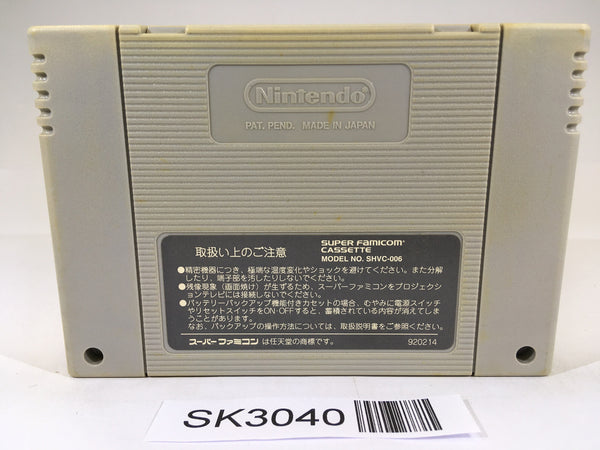 Nintendo
PAT. PEND. MADE IN JAPAN
取扱い上のご注意
SUPER FAMICOM
CASSETTE
MODEL NO. SHVC-006
●精密機器につき、極端な温度変化やショックを避けてください。また分解
したり、端子部を汚したりしないでください。
●残像現象（画面焼け）が生ずるため、スーパーファミコンをプロジェクシ
ョンテレビには接続しないでください。
●バッテリーバックアップ機能付きカセットの場合、むやみに電源スイッチ
やリセットスイッチをON・OFFすると、蓄積されている内容が消えてしま
うことがあります。
なお、バックアップの操作方法については、取扱説明書をご参照ください。
スーパーファミコンは任天堂の商標です。
920214
SK3040